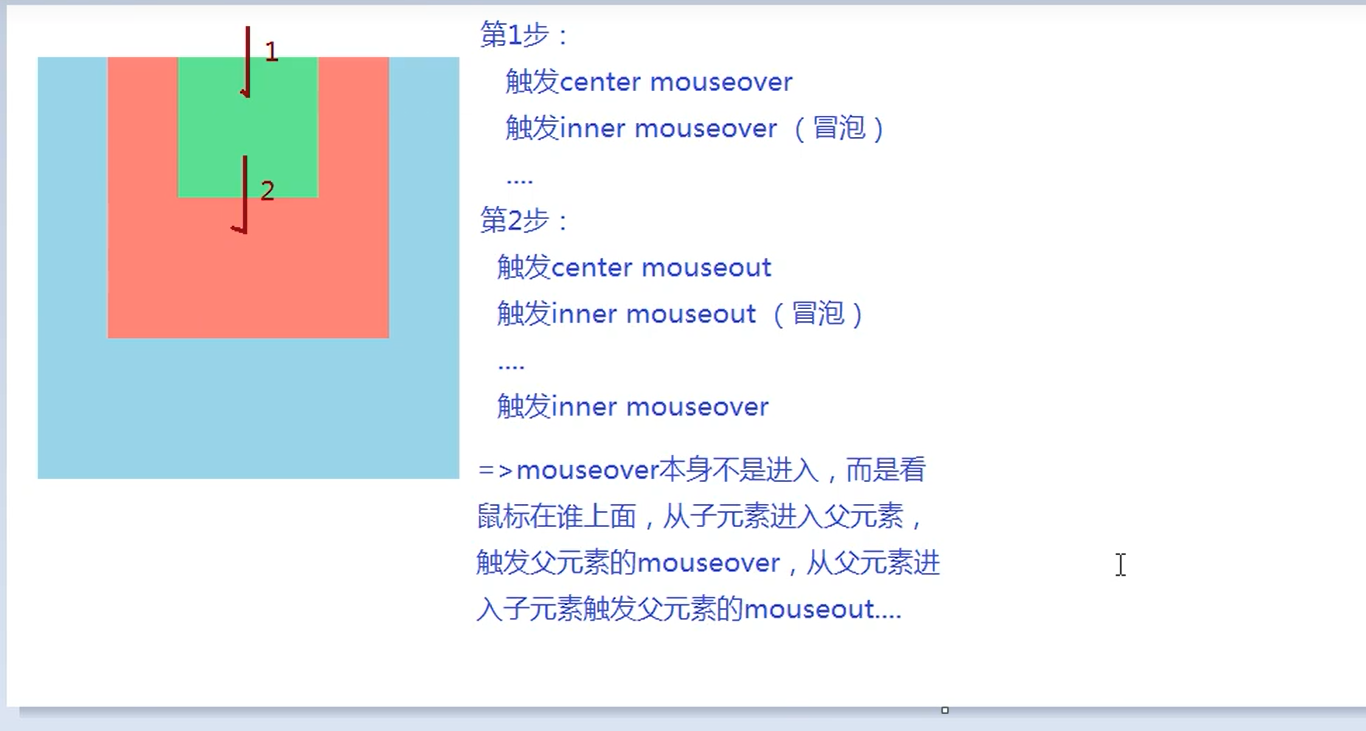 1
2
第1步：
触发center mouseover
触发inner mouseover （冒泡）
....
第2步：
触发center mouseout
触发inner mouseout （冒泡）
....
触发inner mouseover
=>mouseover本身不是进入，而是看
鼠标在谁上面，从子元素进入父元素，
触发父元素的mouseover，从父元素进
入子元素触发父元素的mouseout....